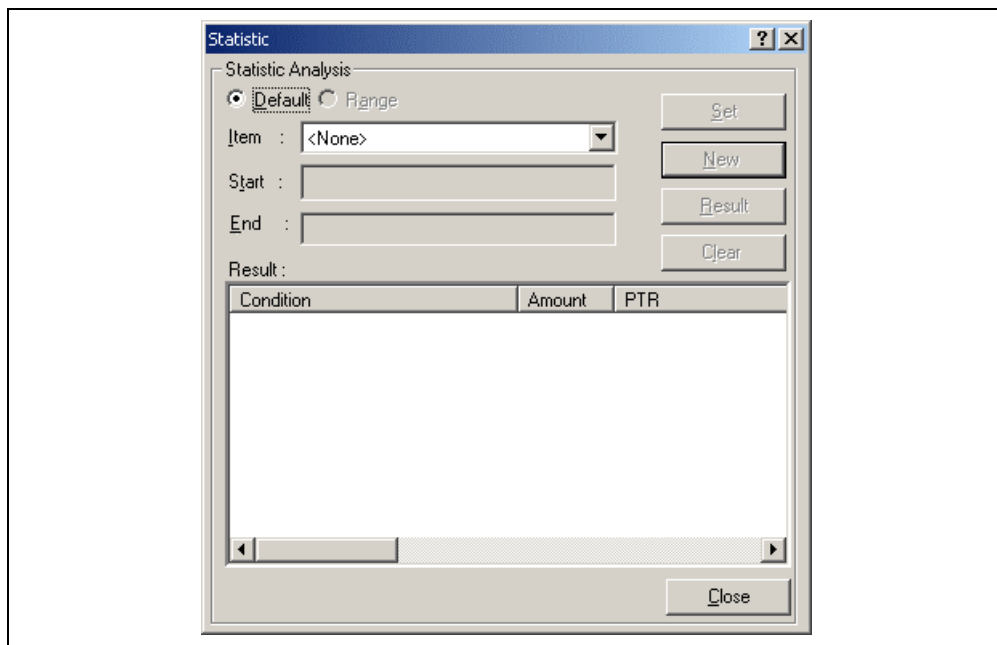 Statistic
Statistic Analysis
Default Range
Item : <None>
Start :
End :
Set
New
Result
Clear
Result :
Condition Amount PTR
Close